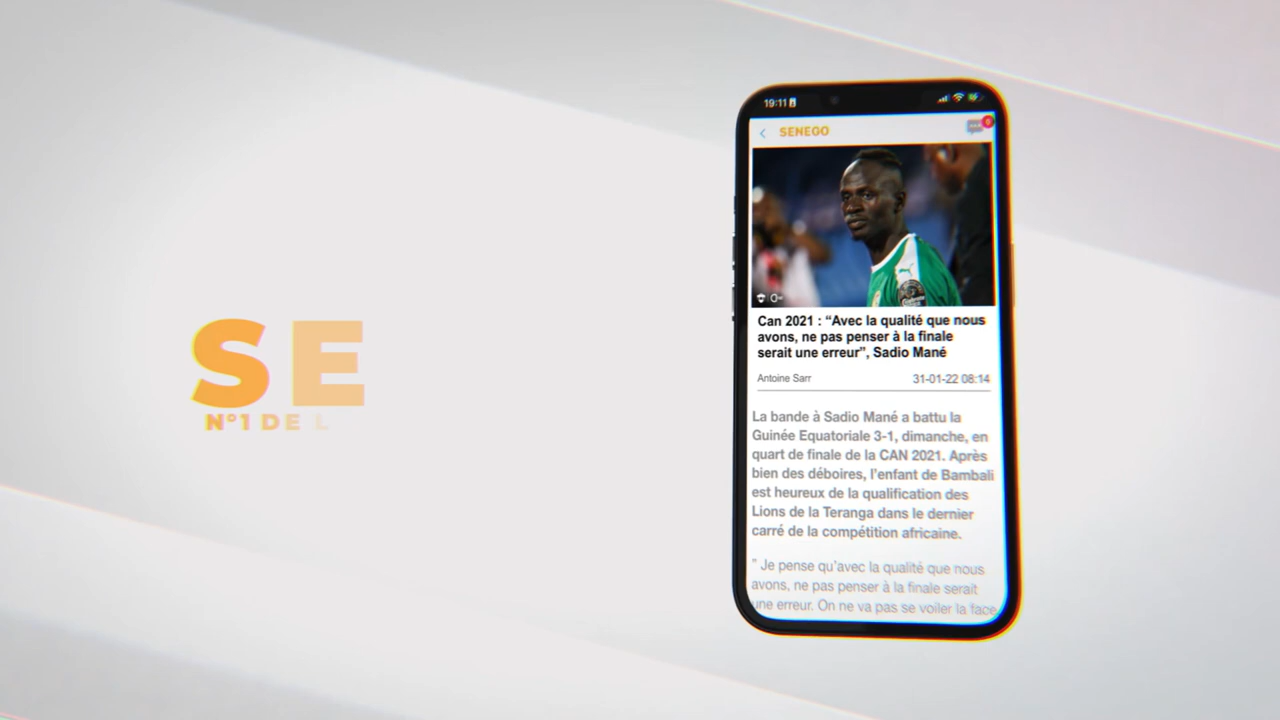 SE
N°1 DE L
19:11
SENEGO
6
Can 2021 : “Avec la qualité que nous
avons, ne pas penser à la finale
serait une erreur”, Sadio Mané
Antoine Sarr 31-01-22 08:14
La bande à Sadio Mané a battu la
Guinée Equatoriale 3-1, dimanche, en
quart de finale de la CAN 2021. Après
bien des déboires, l’enfant de Bambali
est heureux de la qualification des
Lions de la Teranga dans le dernier
carré de la compétition africaine.
” Je pense qu’avec la qualité que nous
avons, ne pas penser à la finale serait
une erreur. On ne va pas se voiler la face